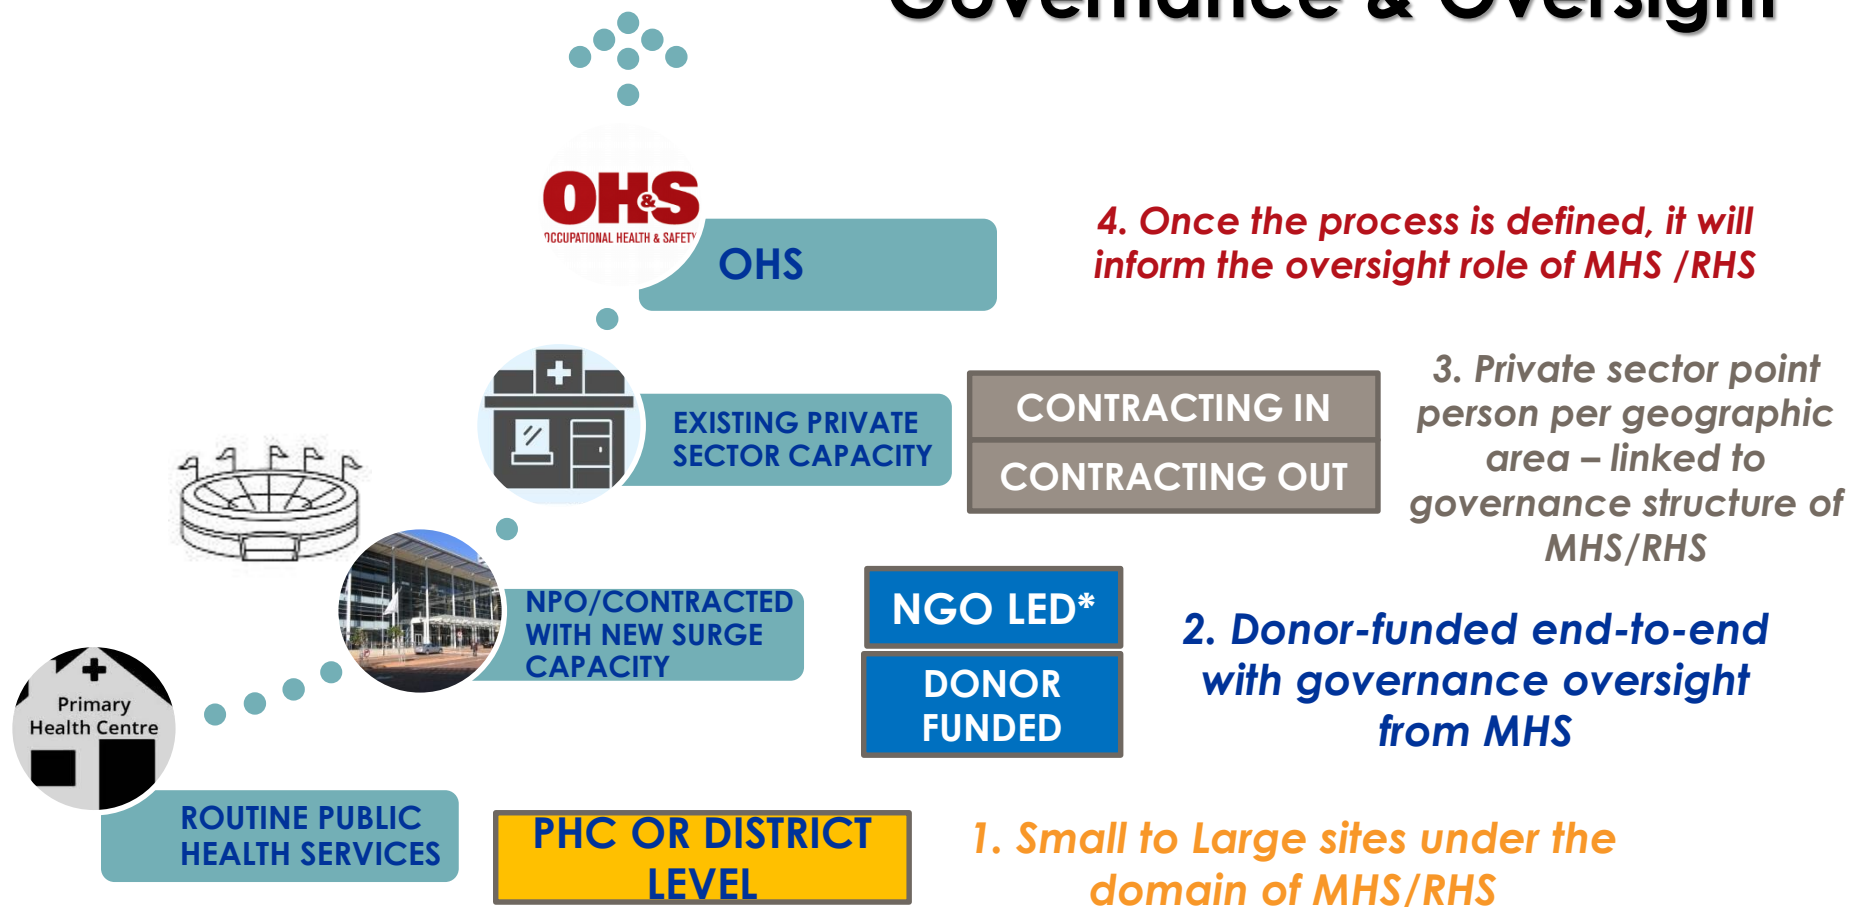 Governance & Oversight
OH&S
OCCUPATIONAL HEALTH & SAFETY
OHS
4. Once the process is defined, it will
inform the oversight role of MHS /RHS
EXISTING PRIVATE
SECTOR CAPACITY
CONTRACTING IN
CONTRACTING OUT
3. Private sector point
person per geographic
area – linked to
governance structure of
MHS/RHS
NPO/CONTRACTED
WITH NEW SURGE
CAPACITY
NGO LED*
DONOR
FUNDED
2. Donor-funded end-to-end
with governance oversight
from MHS
Primary
Health Centre
ROUTINE PUBLIC
HEALTH SERVICES
PHC OR DISTRICT
LEVEL
1. Small to Large sites under the
domain of MHS/RHS